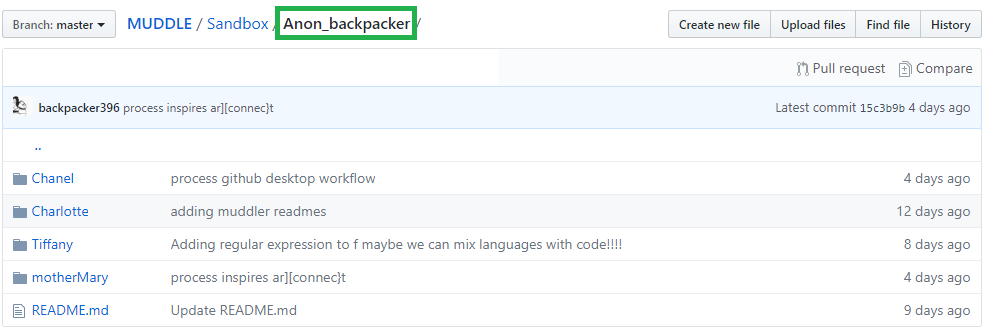 Branch: master MUDDLE / Sandbox / Anon_backpacker / Create new file Upload files Find file History
Pull request Compare
backpacker396 process inspires ar][connec}t Latest commit 15c3b9b 4 days ago
..
Chanel process github desktop workflow 4 days ago
Charlotte adding muddler readmes 12 days ago
Tiffany Adding regular expression to f maybe we can mix languages with code!!!! 8 days ago
motherMary process inspires ar][connec}t 4 days ago
README.md Update README.md 9 days ago